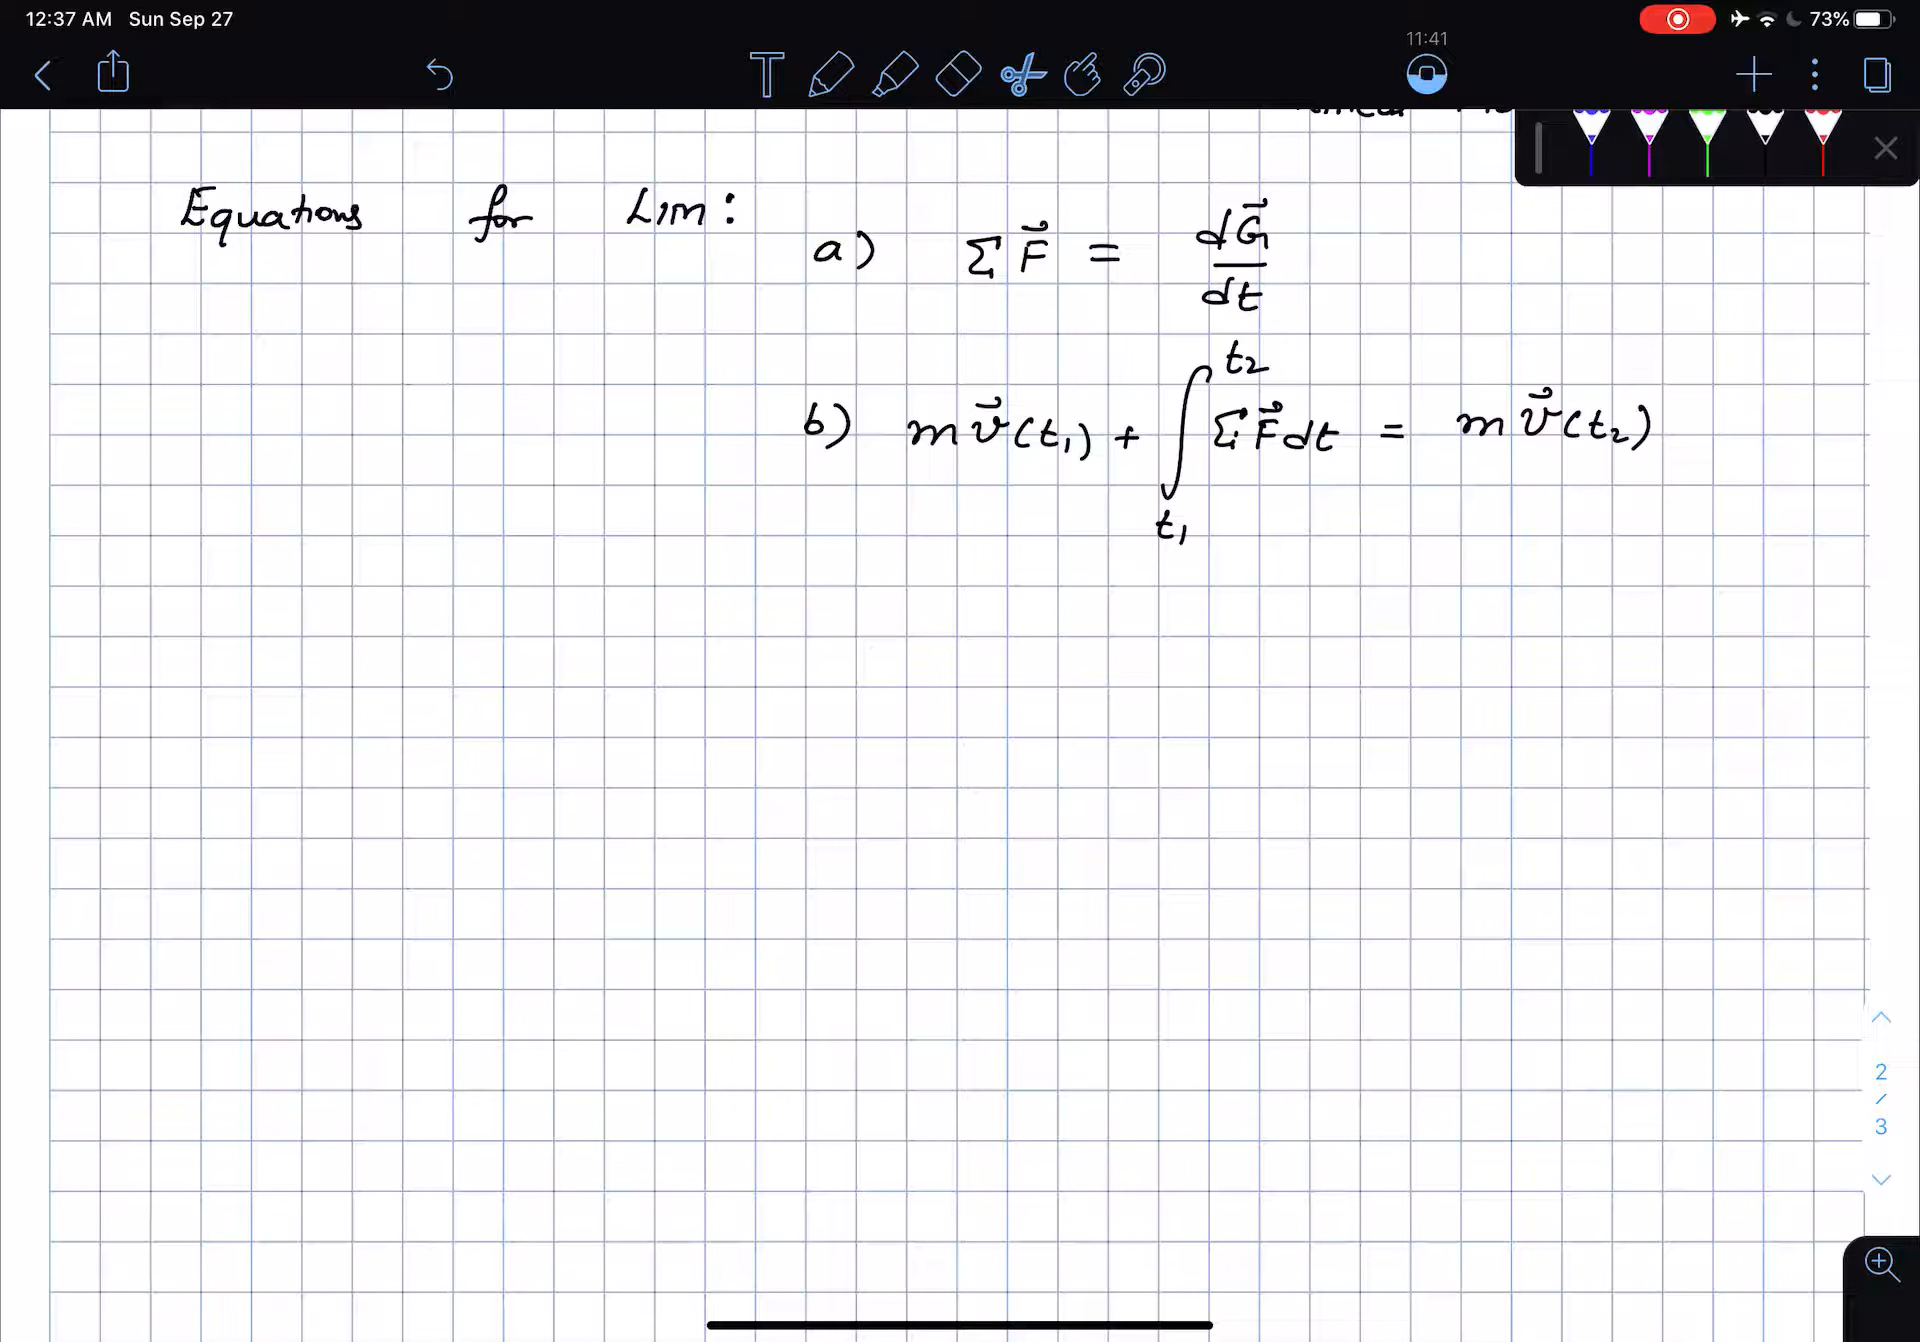 12:37 AM Sun Sep 27
73%
11:41
Equations for LIM:
a) Σ F⃗ = dG⃗/dt
b) m v⃗(t₁) + ∫_{t₁}^{t₂} Σ F⃗ dt = m v⃗(t₂)
2
/
3